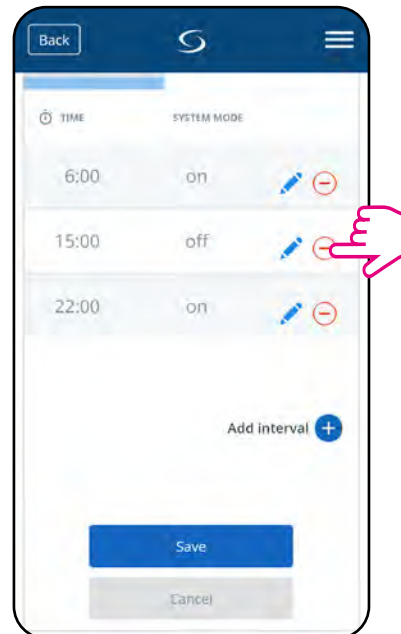 Back
TIME SYSTEM MODE
6:00 on
15:00 off
22:00 on
Add interval
Save
Cancel